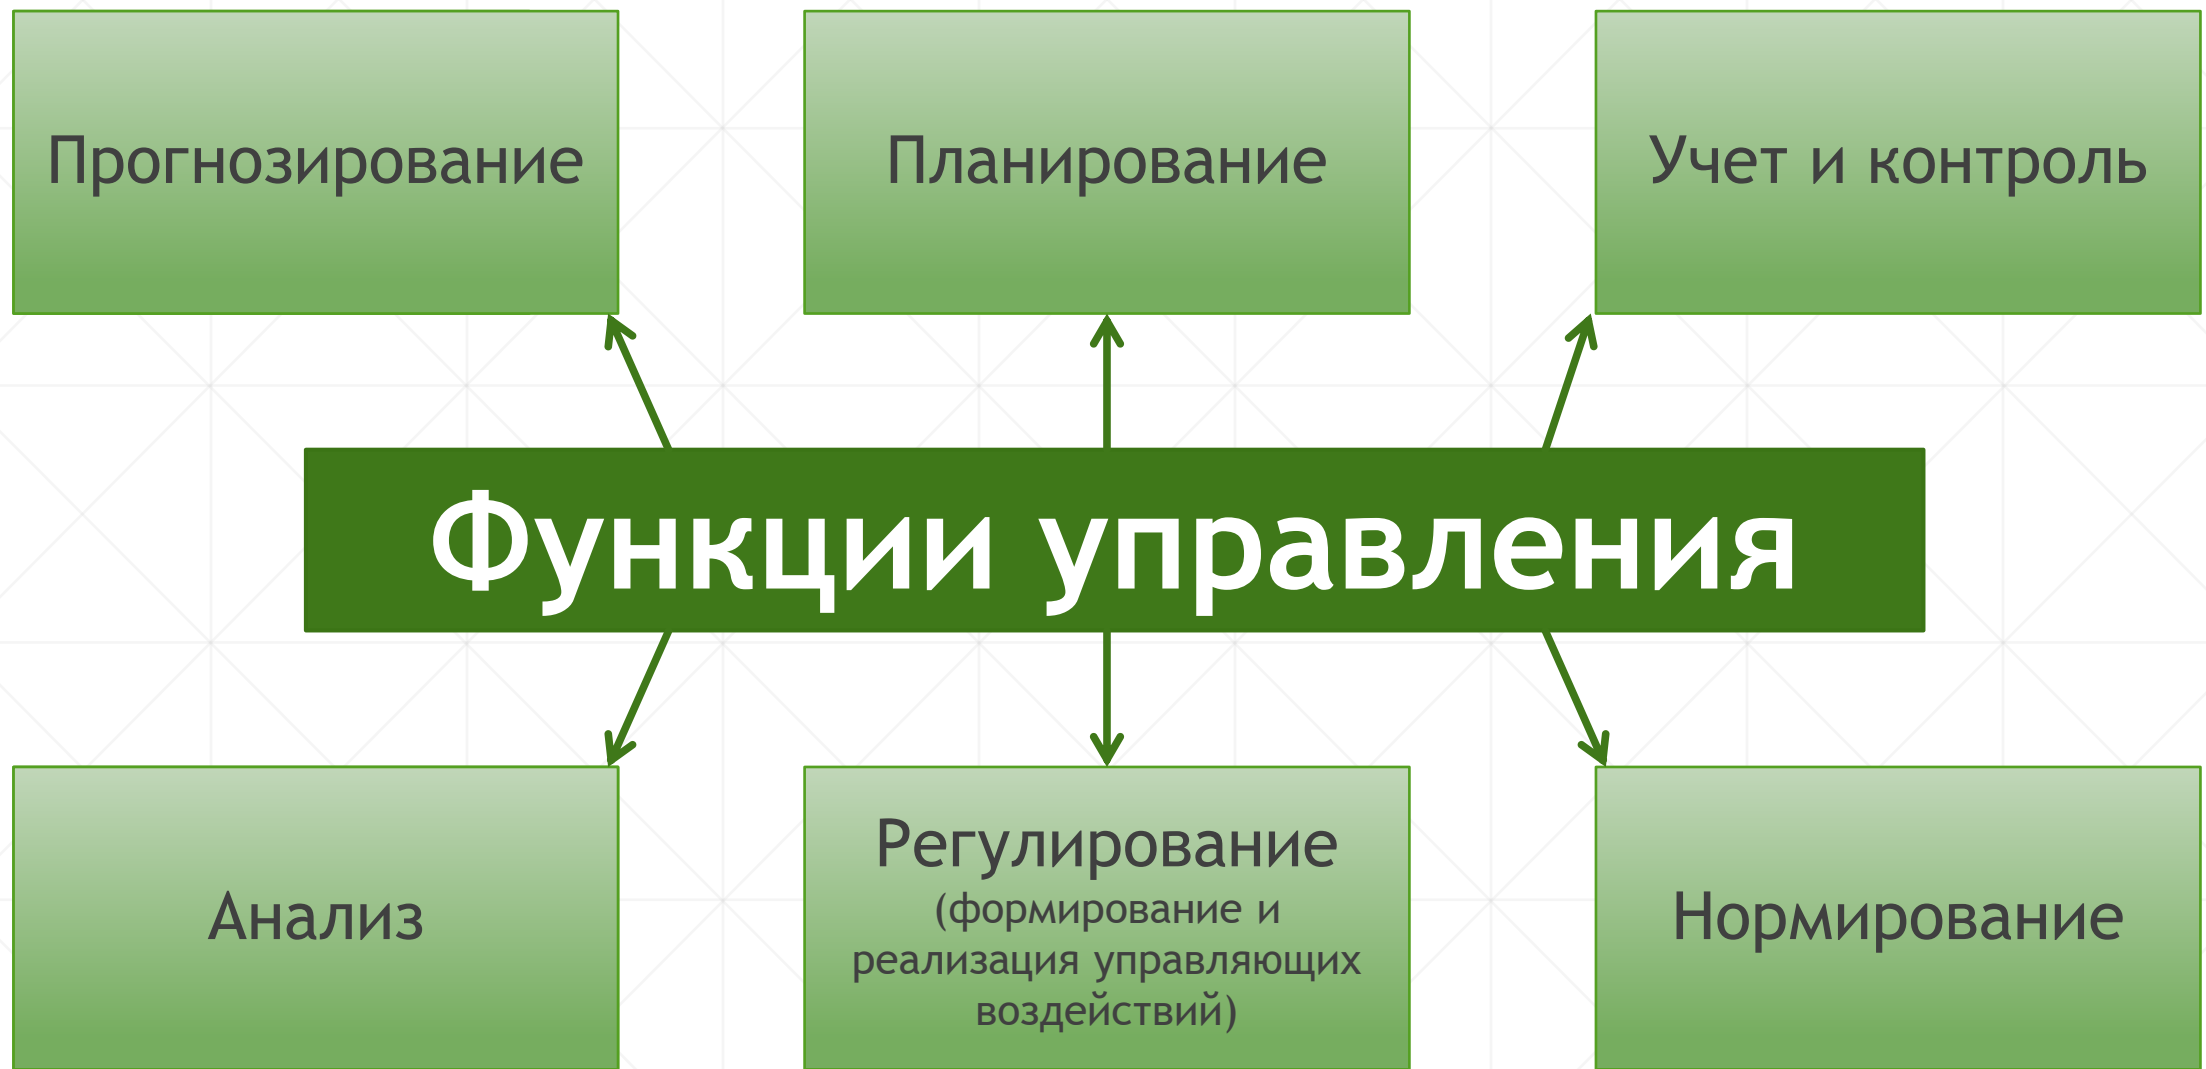 Прогнозирование
Планирование
Учет и контроль
Функции управления
Анализ
Регулирование
(формирование и
реализация управляющих
воздействий)
Нормирование